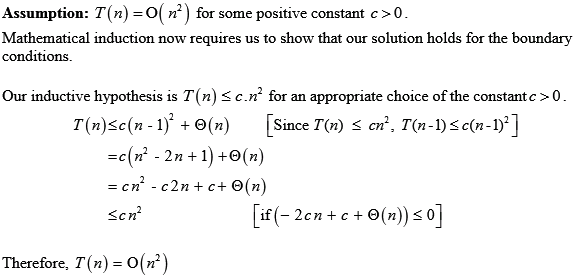 Assumption: T(n) = O(n²) for some positive constant c > 0.
Mathematical induction now requires us to show that our solution holds for the boundary
conditions.
Our inductive hypothesis is T(n) ≤ c.n² for an appropriate choice of the constant c > 0.
T(n) ≤ c(n - 1)² + Θ(n) [Since T(n) ≤ cn², T(n-1) ≤ c(n-1)²]
= c(n² - 2n + 1) + Θ(n)
= cn² - c2n + c + Θ(n)
≤ cn² [if (- 2cn + c + Θ(n)) ≤ 0]
Therefore, T(n) = O(n²)